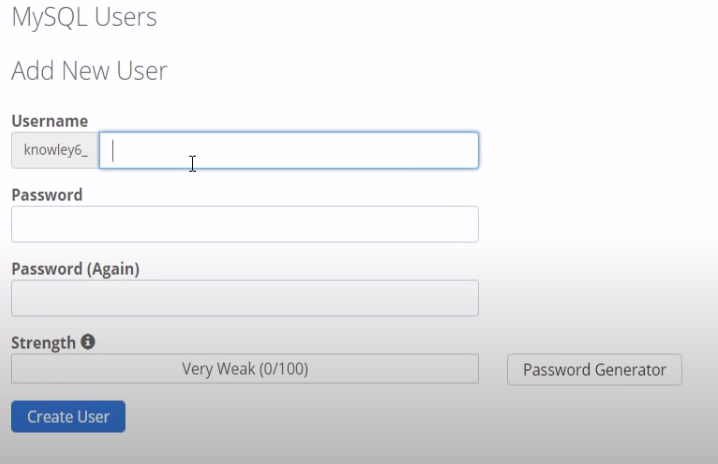 MySQL Users
Add New User
Username
knowley6_
Password
Password (Again)
Strength
Very Weak (0/100)
Password Generator
Create User